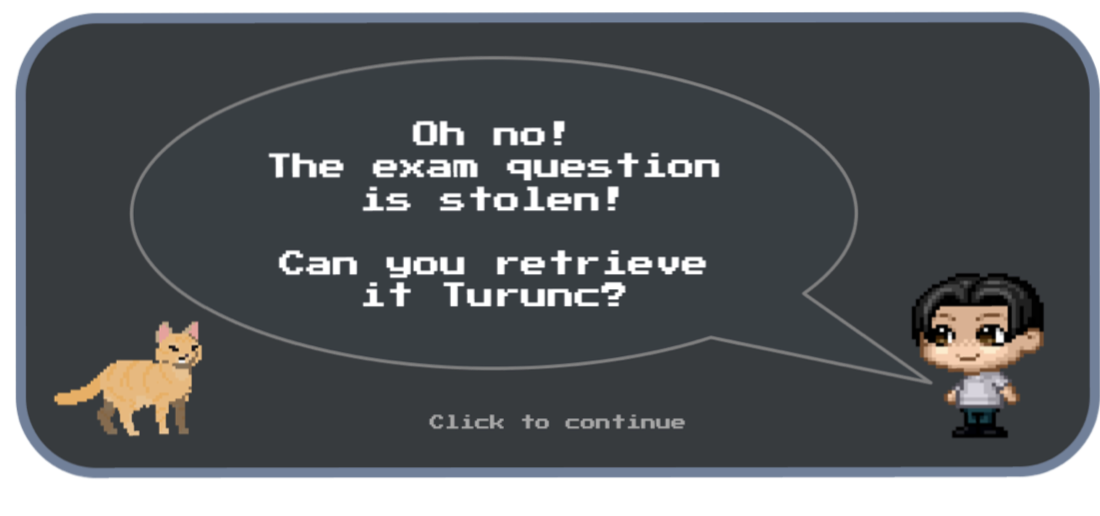 Oh no!
The exam question
is stolen!
Can you retrieve
it Turunc?
Click to continue